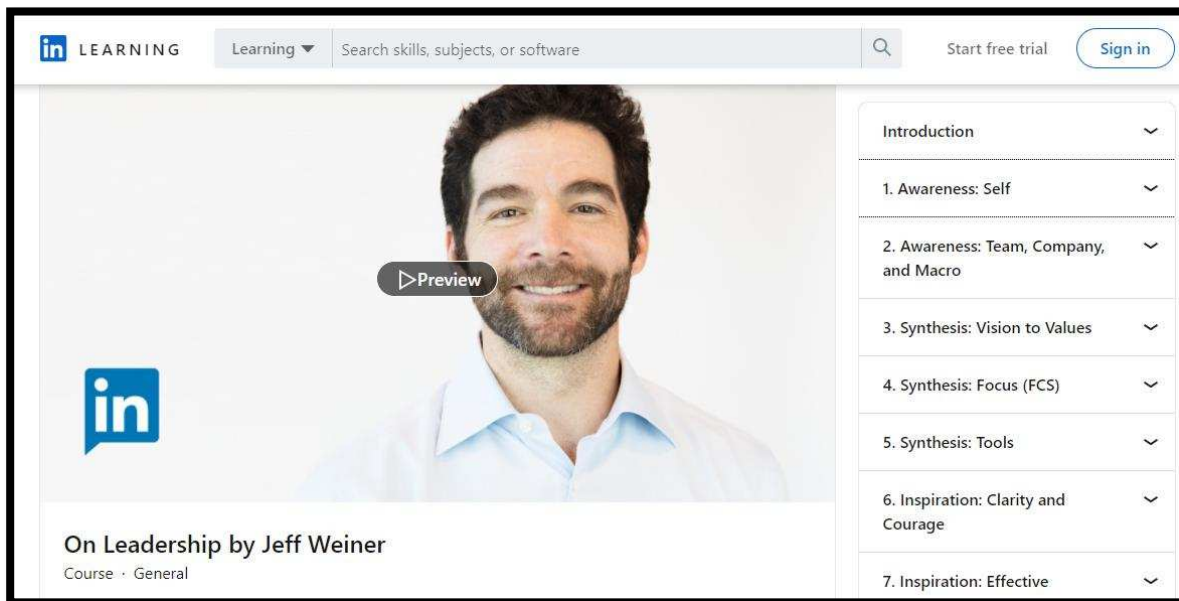 in LEARNING
Learning
Search skills, subjects, or software
Start free trial
Sign in
Preview
in
On Leadership by Jeff Weiner
Course · General
Introduction
1. Awareness: Self
2. Awareness: Team, Company,
and Macro
3. Synthesis: Vision to Values
4. Synthesis: Focus (FCS)
5. Synthesis: Tools
6. Inspiration: Clarity and
Courage
7. Inspiration: Effective